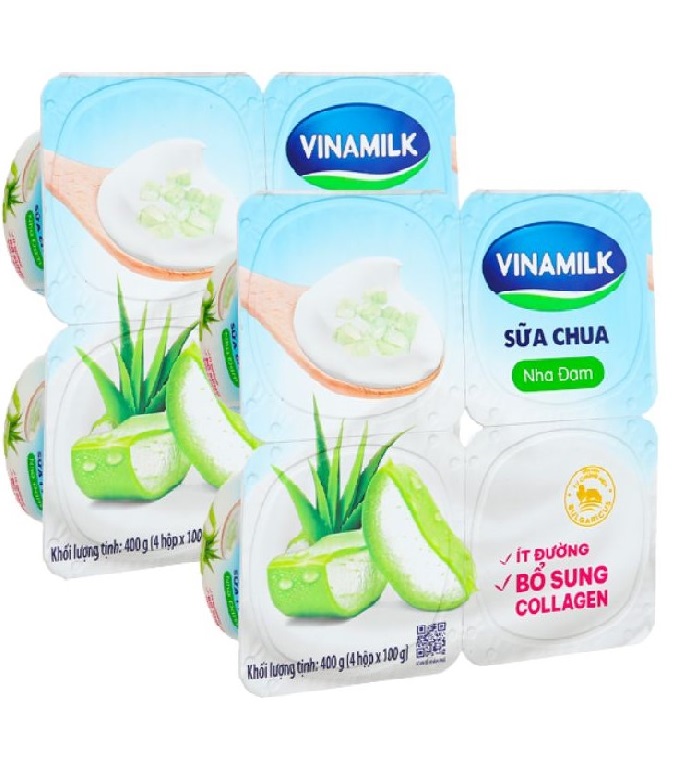 VINAMILK
VINAMILK
SỮA CHUA
Nha Đam
BULGARICUS
ÍT ĐƯỜNG
BỔ SUNG
COLLAGEN
Khối lượng tịnh: 400 g (4 hộp x 100
Khối lượng tịnh: 400 g (4 hộp x 100 g)